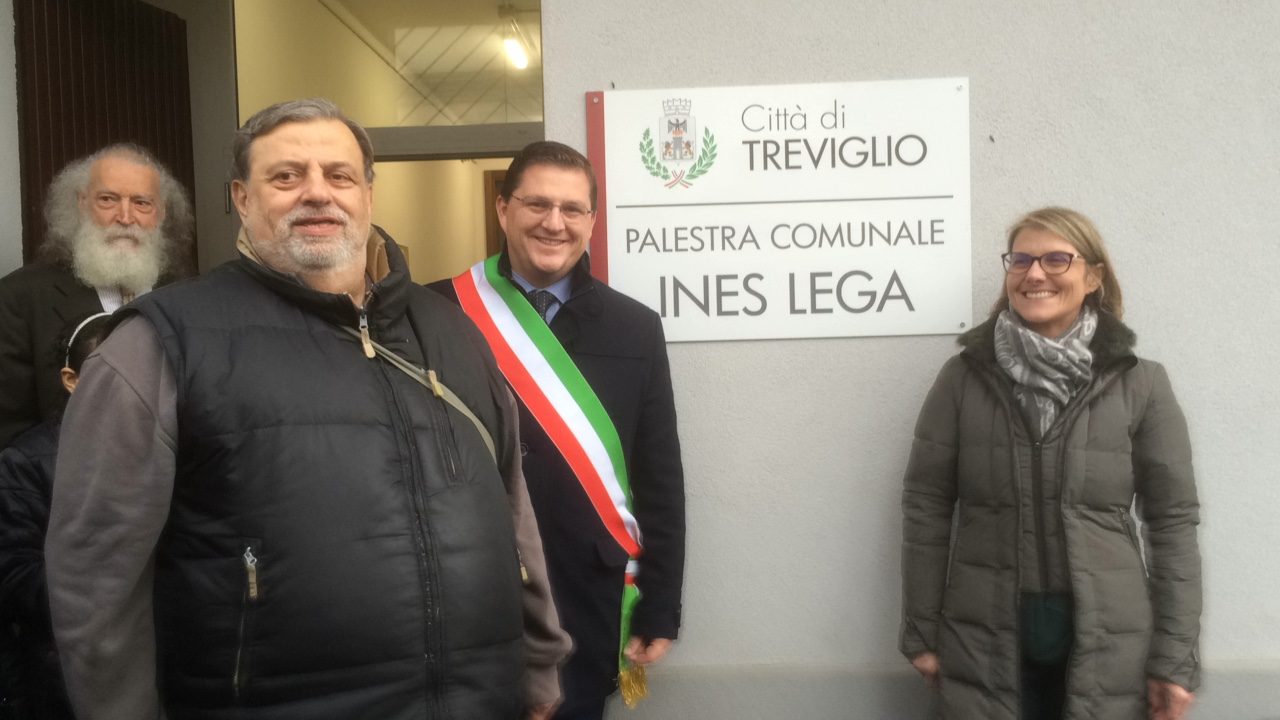 Città di
TREVIGLIO
PALESTRA COMUNALE
INES LEGA